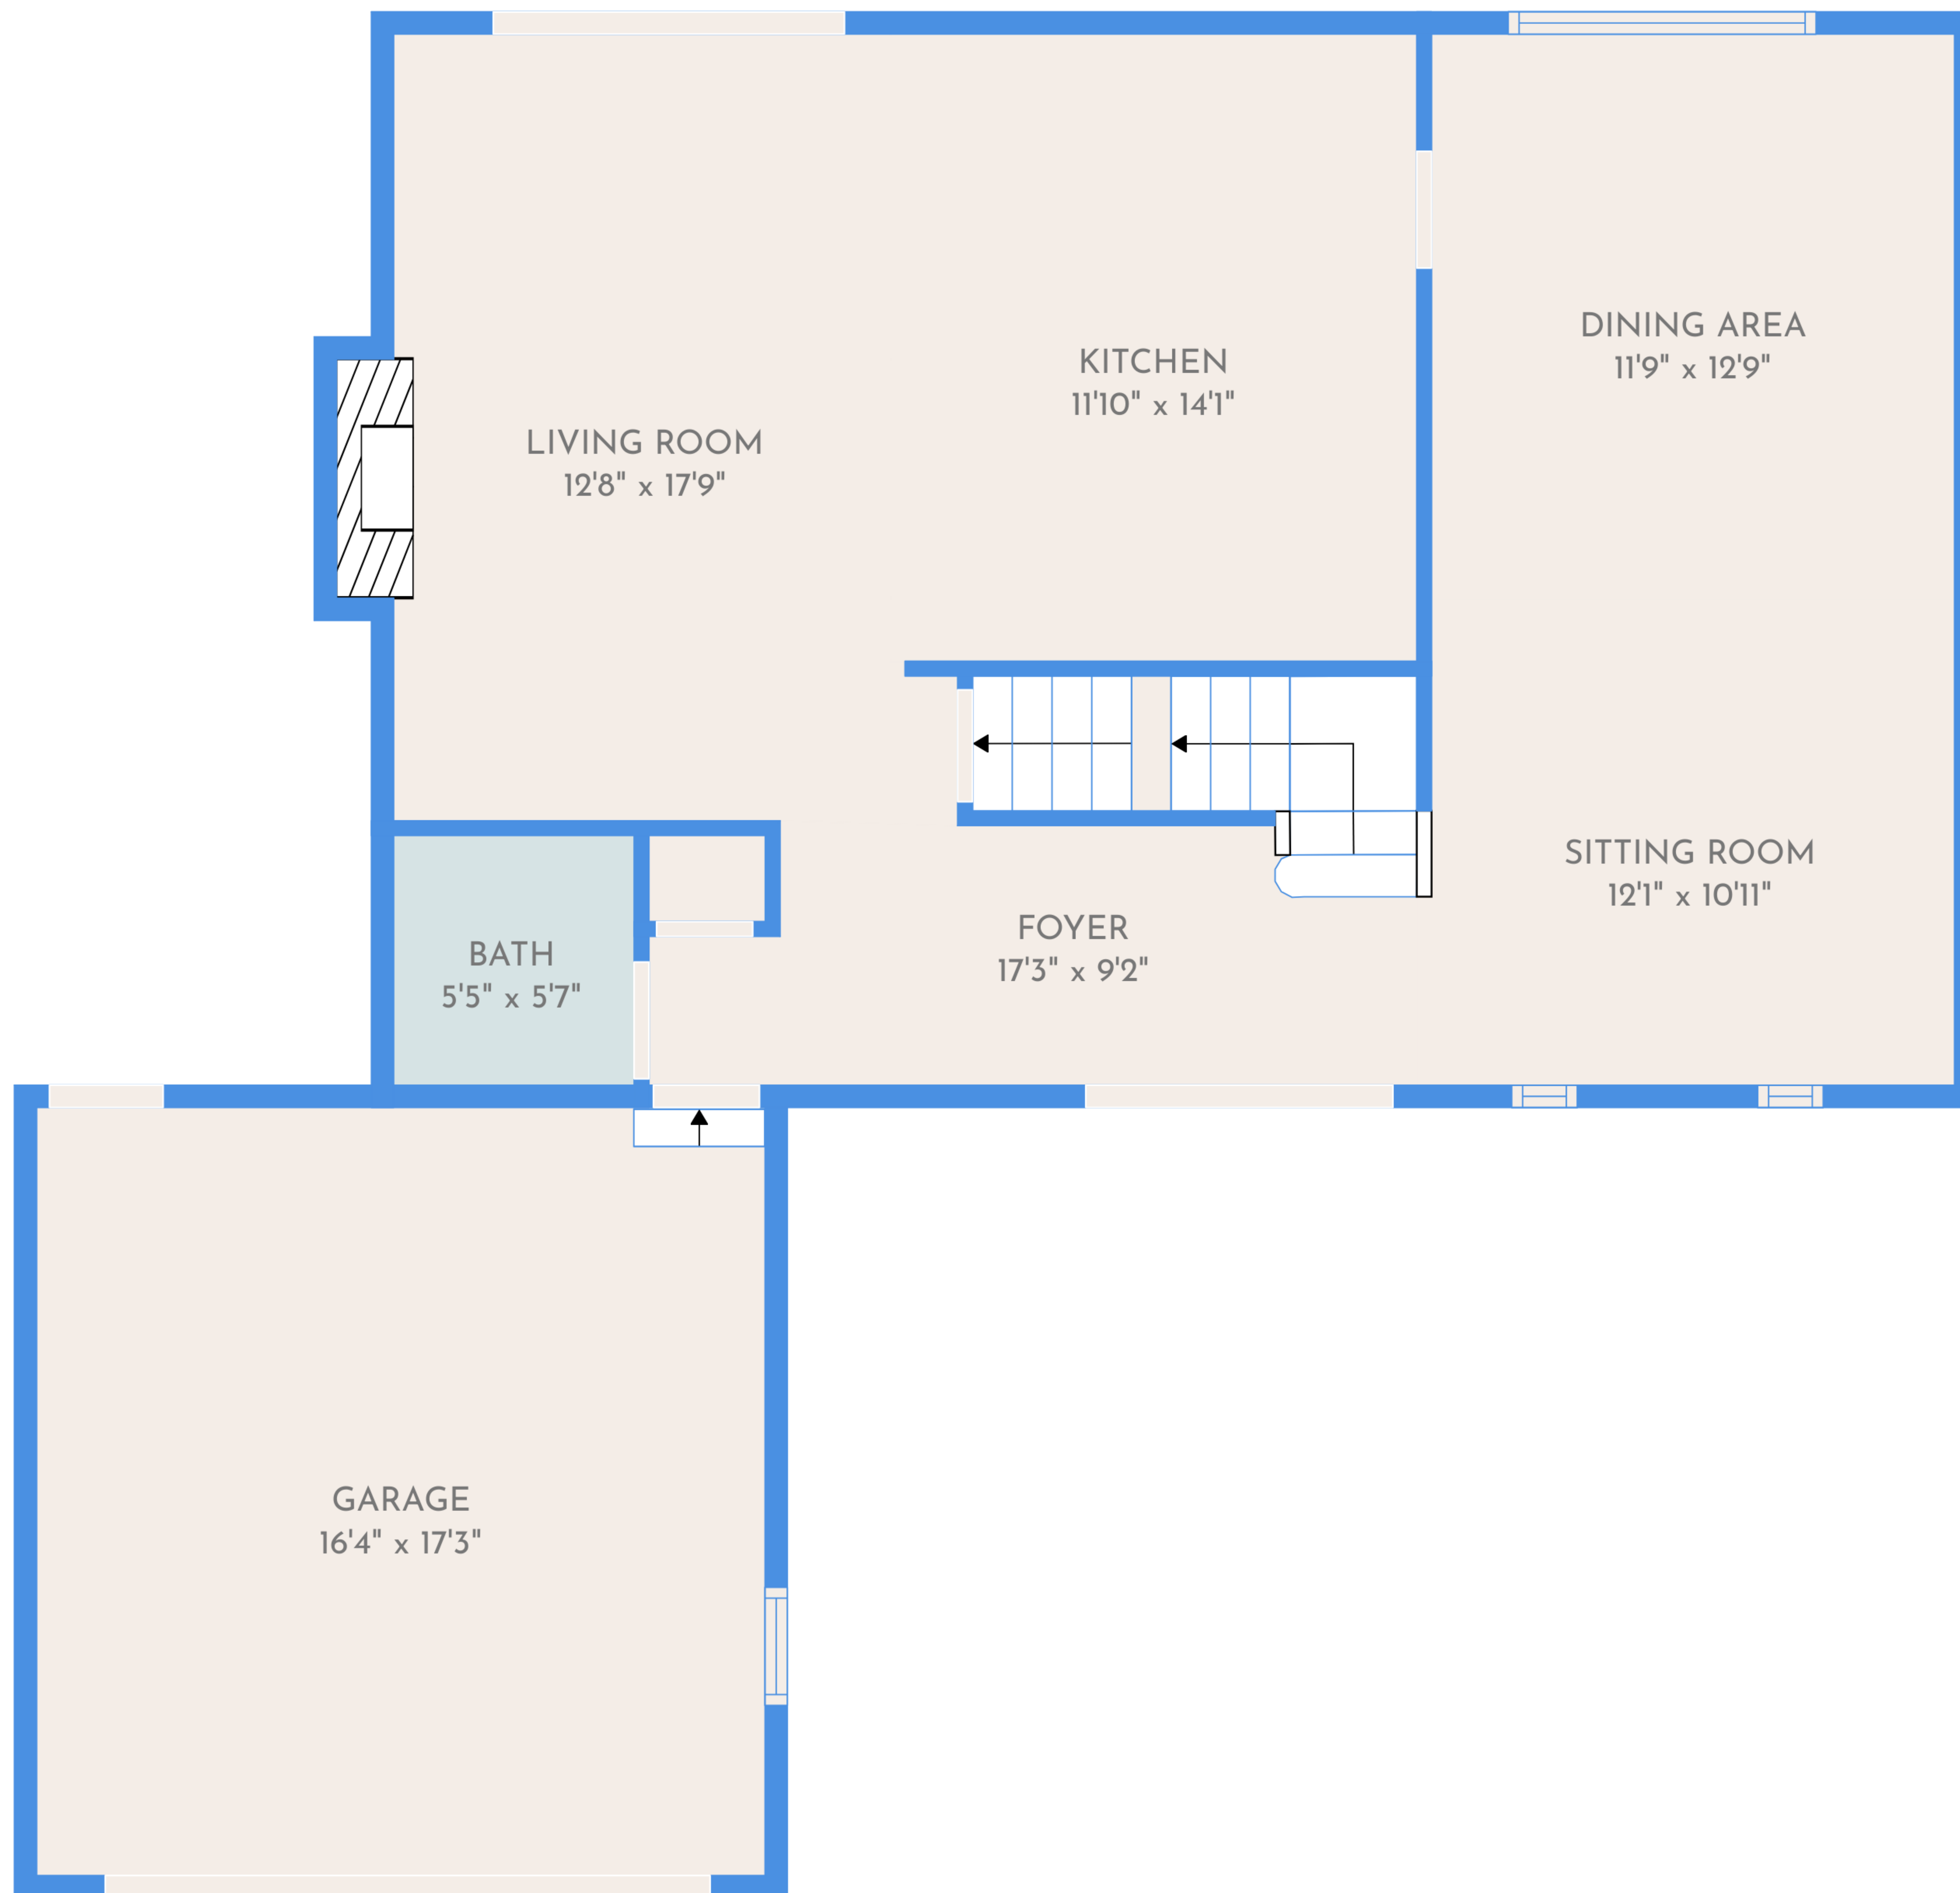 DINING AREA
11'9" x 12'9"
KITCHEN
11'10" x 14'1"
LIVING ROOM
12'8" x 17'9"
SITTING ROOM
12'1" x 10'11"
FOYER
17'3" x 9'2"
BATH
5'5" x 5'7"
GARAGE
16'4" x 17'3"